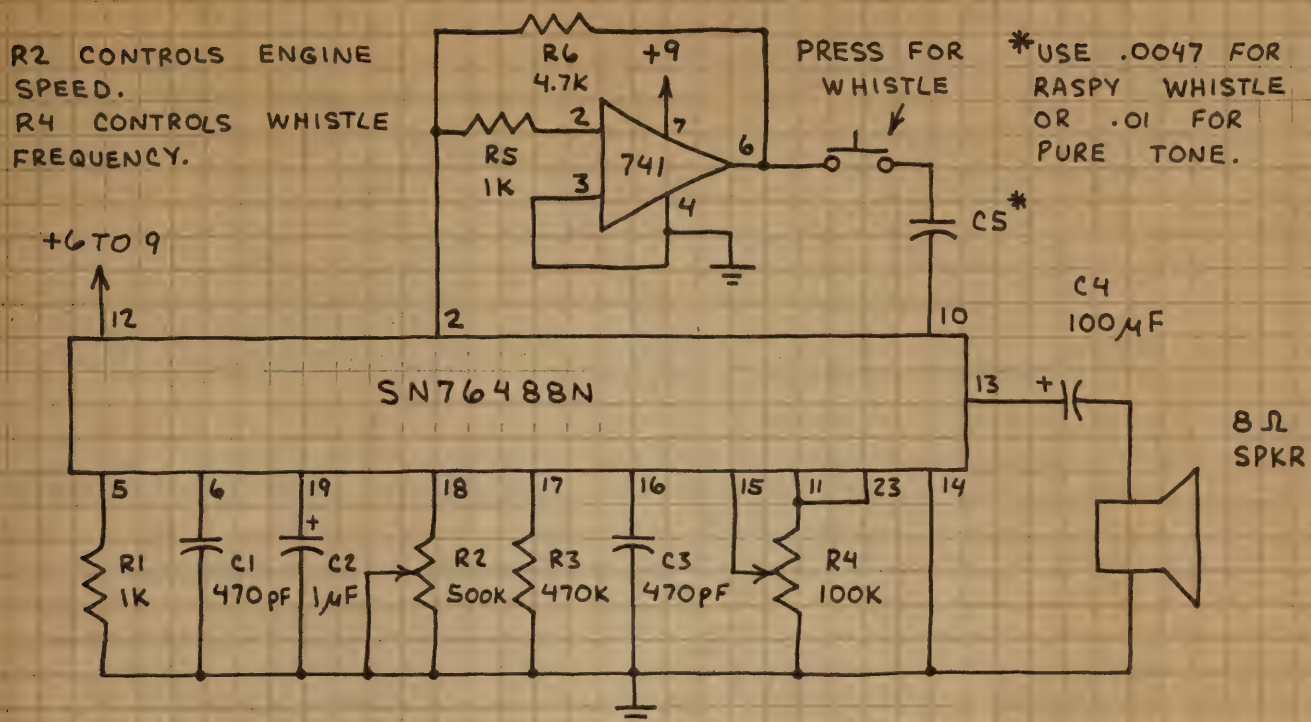 R2 CONTROLS ENGINE
SPEED.
R4 CONTROLS WHISTLE
FREQUENCY.
R6
4.7K
+9
PRESS FOR
WHISTLE
*USE .0047 FOR
RASPY WHISTLE
OR .01 FOR
PURE TONE.
R5
1K
2
3
741
7
6
4
C5*
+6 TO 9
12
2
10
C4
100µF
SN76488N
13
+
8 Ω
SPKR
5
6
19
18
17
16
15
11
23
14
R1
1K
C1
470pF
+
C2
1µF
R2
500K
R3
470K
C3
470pF
R4
100K